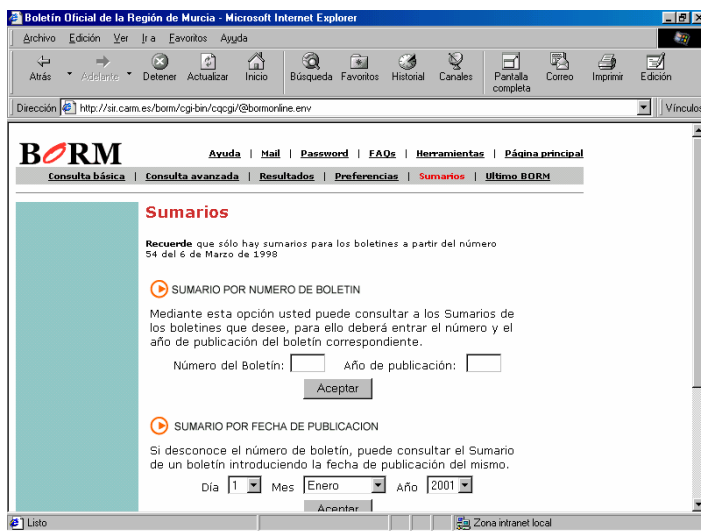 Boletín Oficial de la Región de Murcia - Microsoft Internet Explorer
Archivo Edición Ver Ir a Favoritos Ayuda
Atrás Adelante Detener Actualizar Inicio Búsqueda Favoritos Historial Canales Pantalla completa Correo Imprimir Edición
Dirección http://sir.carm.es/borm/cgi-bin/cqcgi/@bormonline.env Vínculos
BORM
Ayuda | Mail | Password | FAQs | Herramientas | Página principal
Consulta básica | Consulta avanzada | Resultados | Preferencias | Sumarios | Ultimo BORM
Sumarios
Recuerde que sólo hay sumarios para los boletines a partir del número
54 del 6 de Marzo de 1998
SUMARIO POR NUMERO DE BOLETIN
Mediante esta opción usted puede consultar a los Sumarios de
los boletines que desee, para ello deberá entrar el número y el
año de publicación del boletín correspondiente.
Número del Boletín: Año de publicación:
Aceptar
SUMARIO POR FECHA DE PUBLICACION
Si desconoce el número de boletín, puede consultar el Sumario
de un boletín introduciendo la fecha de publicación del mismo.
Día 1 Mes Enero Año 2001
Aceptar
Listo Zona intranet local